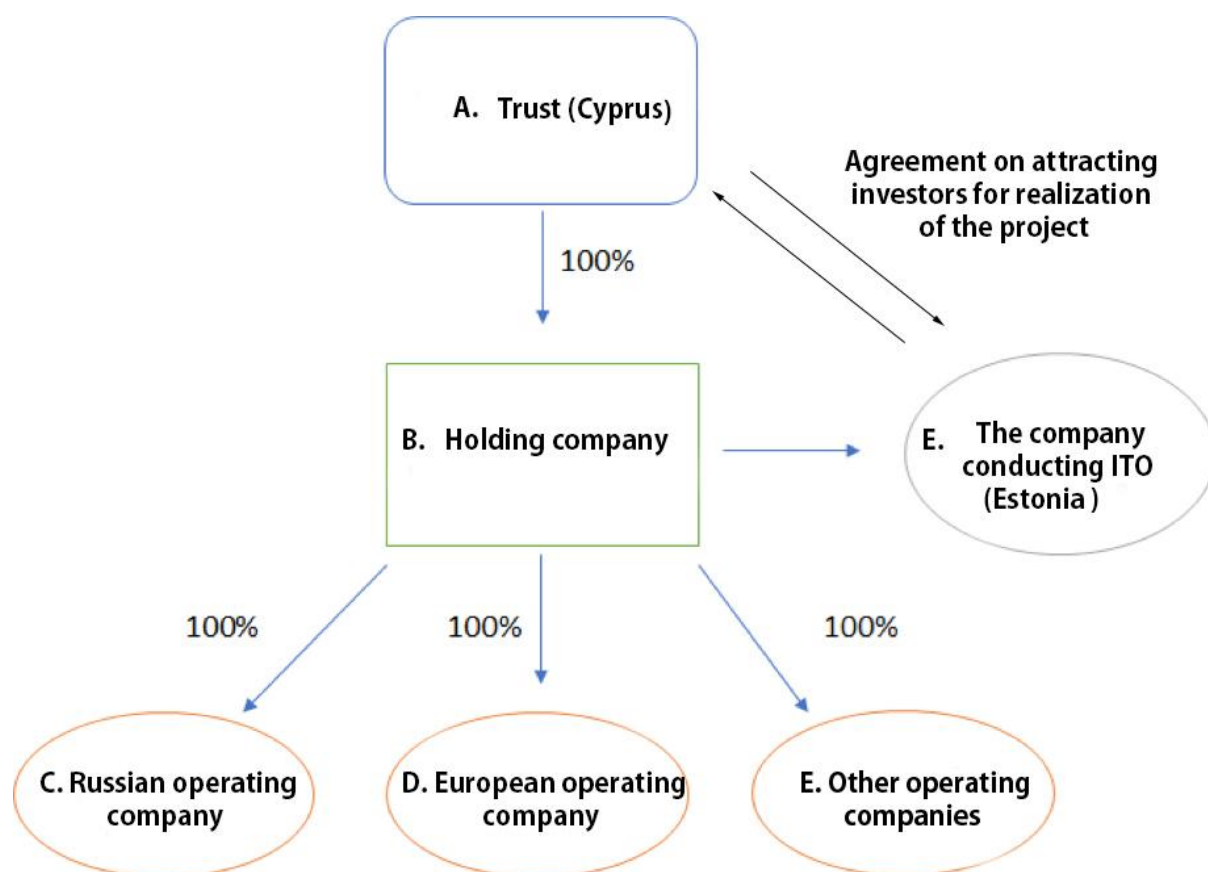 A. Trust (Cyprus)
Agreement on attracting
investors for realization
of the project
100%
B. Holding company
E. The company
conducting ITO
(Estonia )
100%
100%
100%
C. Russian operating
company
D. European operating
company
E. Other operating
companies